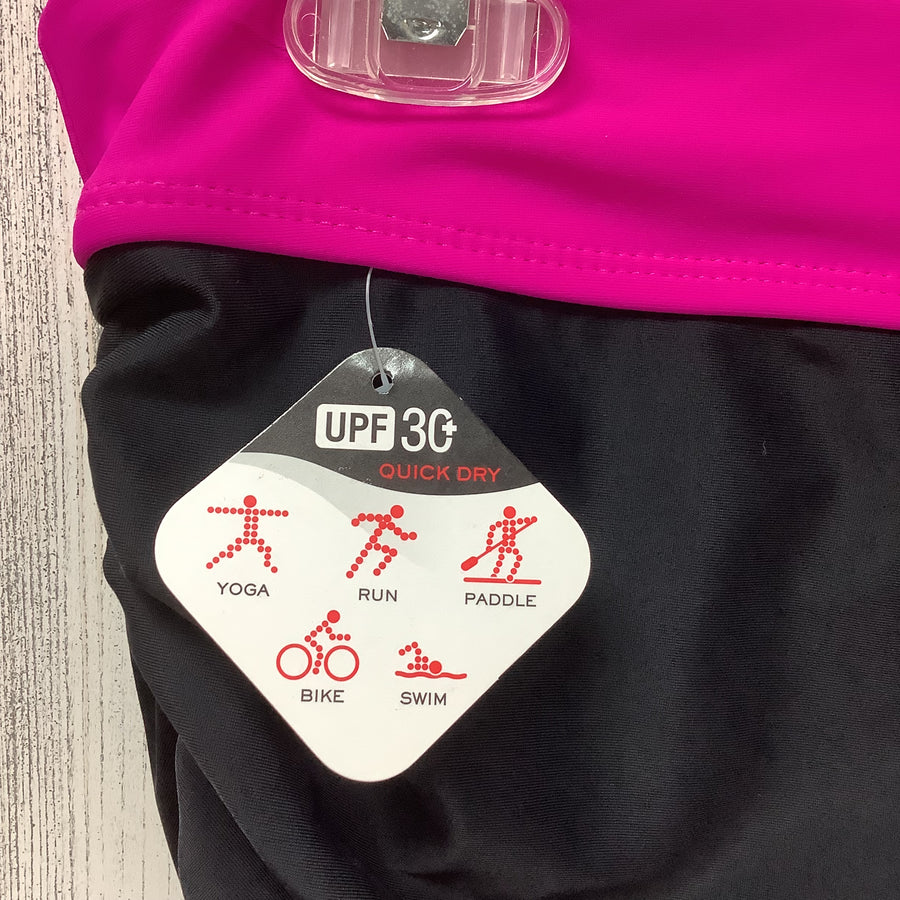 UPF 30+
QUICK DRY
YOGA
RUN
PADDLE
BIKE
SWIM